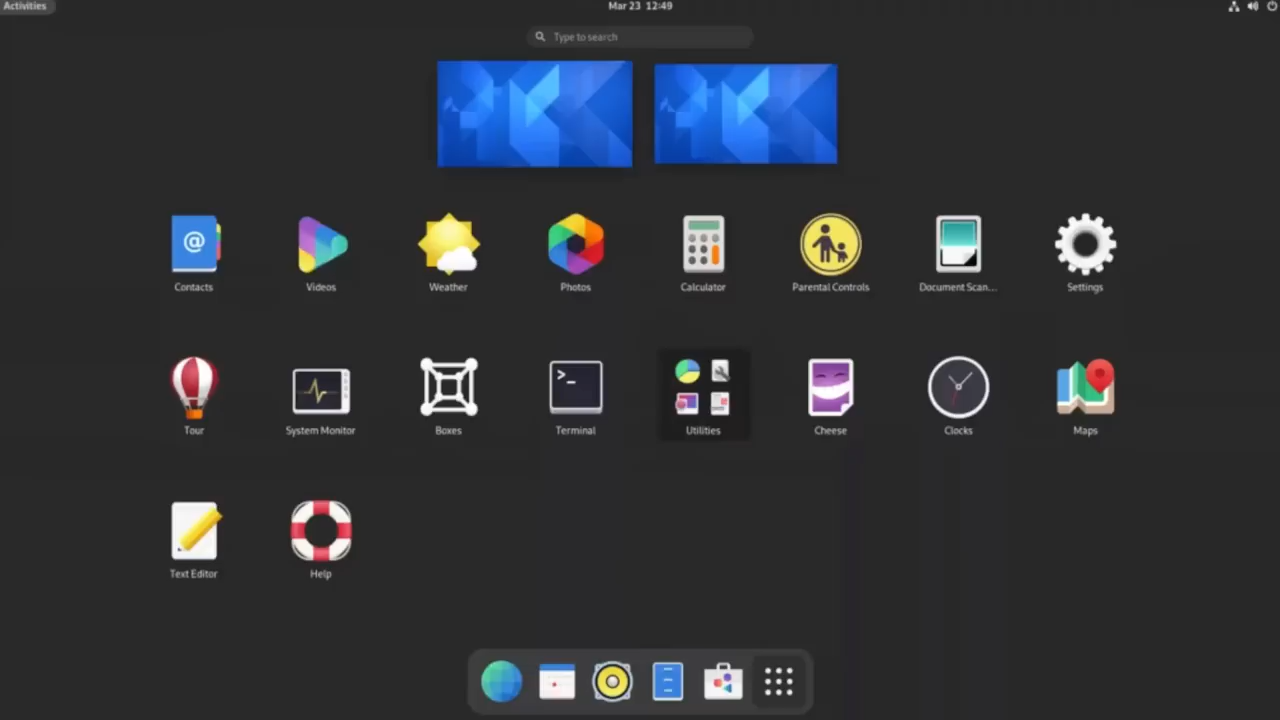 Activities
Mar 23 12:49
Type to search
Contacts
Videos
Weather
Photos
Calculator
Parental Controls
Document Scan...
Settings
Tour
System Monitor
Boxes
Terminal
Utilities
Cheese
Clocks
Maps
Text Editor
Help